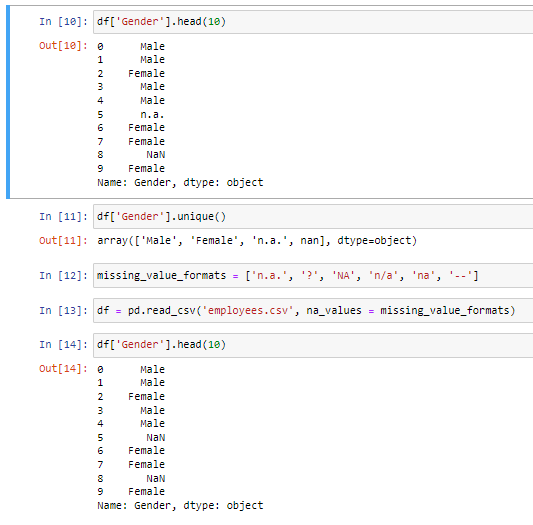 In [10]: df['Gender'].head(10)
Out[10]: 0 Male
1 Male
2 Female
3 Male
4 Male
5 n.a.
6 Female
7 Female
8 NaN
9 Female
Name: Gender, dtype: object
In [11]: df['Gender'].unique()
Out[11]: array(['Male', 'Female', 'n.a.', nan], dtype=object)
In [12]: missing_value_formats = ['n.a.', '?', 'NA', 'n/a', 'na', '--']
In [13]: df = pd.read_csv('employees.csv', na_values = missing_value_formats)
In [14]: df['Gender'].head(10)
Out[14]: 0 Male
1 Male
2 Female
3 Male
4 Male
5 NaN
6 Female
7 Female
8 NaN
9 Female
Name: Gender, dtype: object